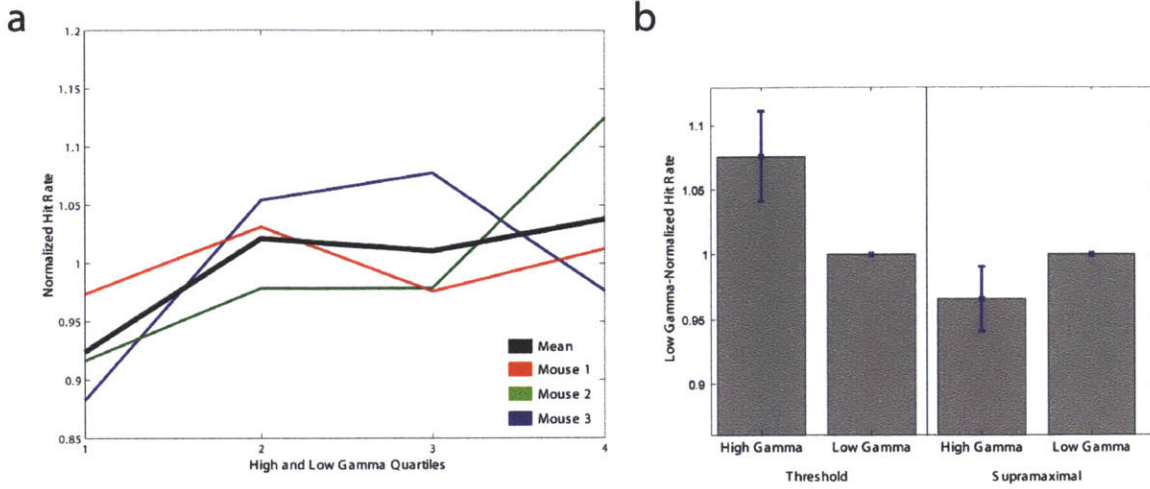 a
1.2
1.15
1.1
1.05
1
0.95
0.9
0.85
Normalized Hit Rate
1
2
3
4
High and Low Gamma Quartiles
Mean
Mouse 1
Mouse 2
Mouse 3
b
1.1
1.05
1
0.95
0.9
Low Gamma-Normalized Hit Rate
High Gamma Low Gamma High Gamma Low Gamma
Threshold Supramaximal